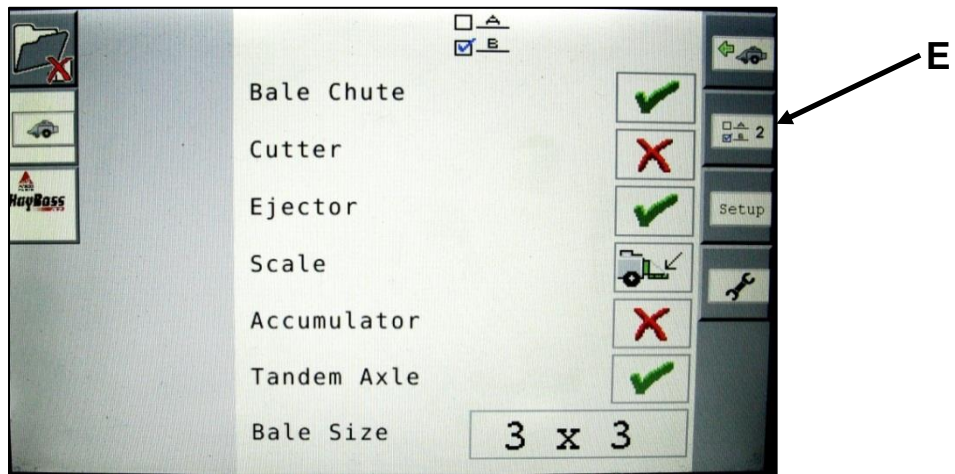 A
B
Bale Chute
Cutter
Ejector
Scale
Accumulator
Tandem Axle
Bale Size 3 x 3
HayBoss
A
B 2
Setup
E